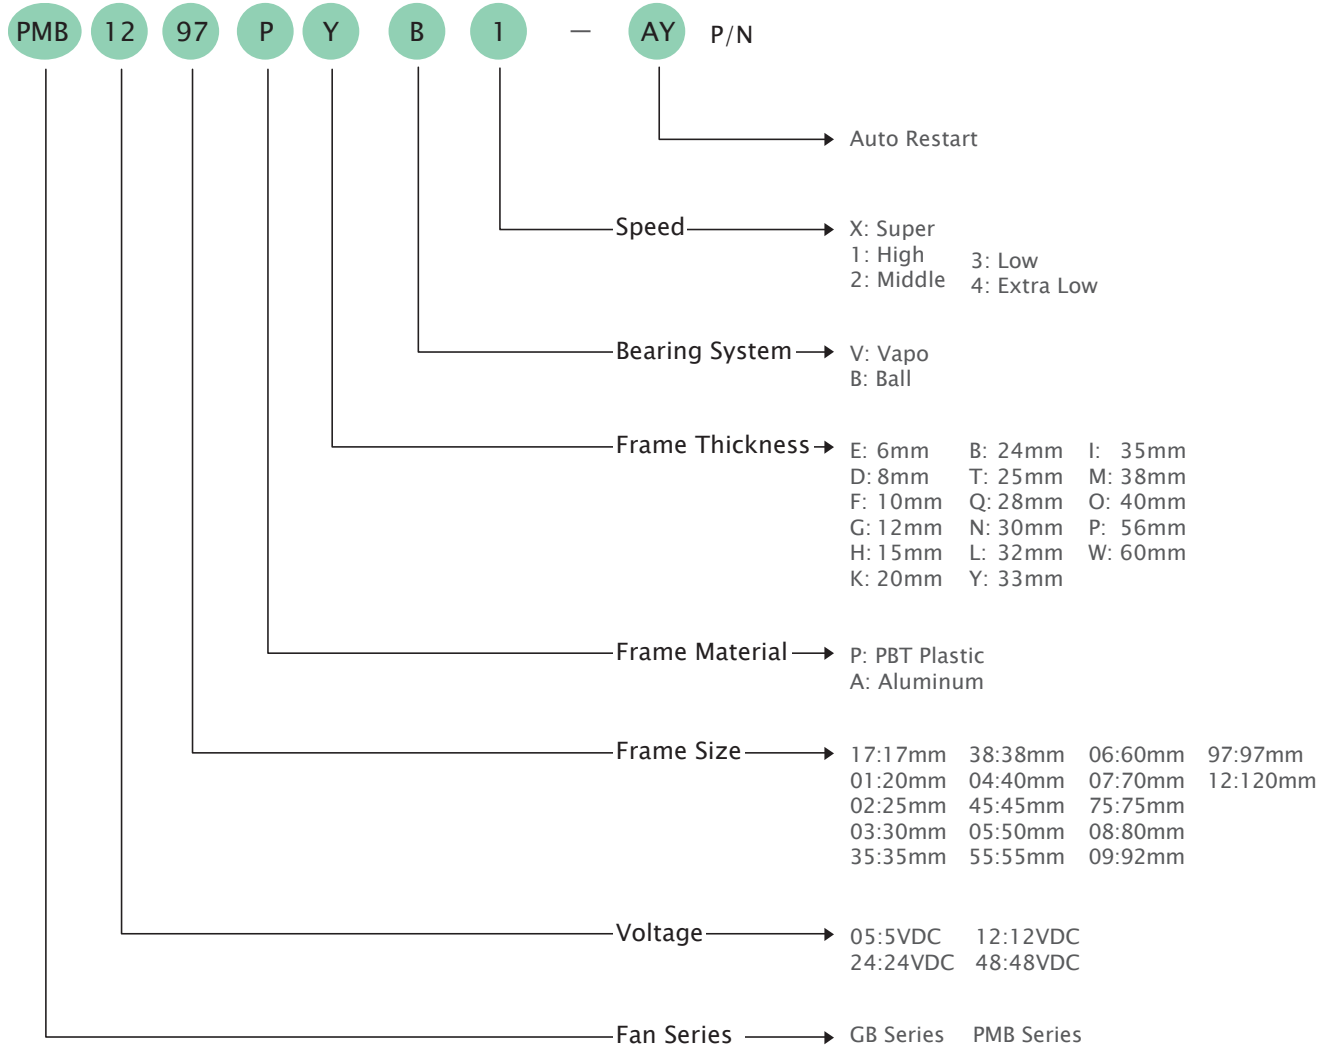 PMB 12 97 P Y B 1 — AY P/N
Auto Restart
Speed
X: Super
1: High
2: Middle
3: Low
4: Extra Low
Bearing System
V: Vapo
B: Ball
Frame Thickness
E: 6mm B: 24mm I: 35mm
D: 8mm T: 25mm M: 38mm
F: 10mm Q: 28mm O: 40mm
G: 12mm N: 30mm P: 56mm
H: 15mm L: 32mm W: 60mm
K: 20mm Y: 33mm
Frame Material
P: PBT Plastic
A: Aluminum
Frame Size
17:17mm 38:38mm 06:60mm 97:97mm
01:20mm 04:40mm 07:70mm 12:120mm
02:25mm 45:45mm 75:75mm
03:30mm 05:50mm 08:80mm
35:35mm 55:55mm 09:92mm
Voltage
05:5VDC 12:12VDC
24:24VDC 48:48VDC
Fan Series
GB Series PMB Series